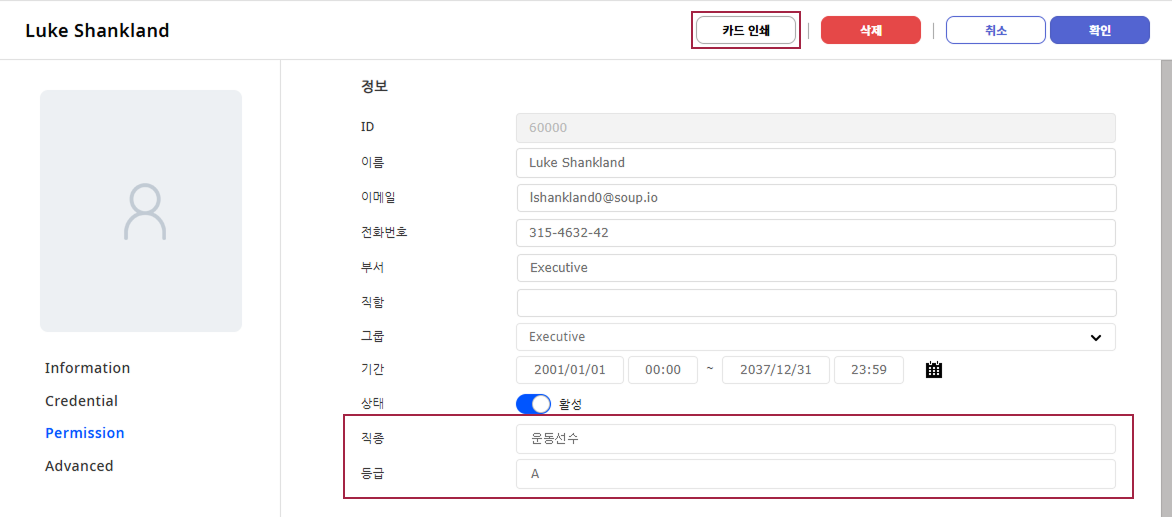 Luke Shankland
카드 인쇄
삭제
취소
확인
정보
ID
60000
이름
Luke Shankland
이메일
lshankland0@soup.io
전화번호
315-4632-42
부서
Executive
직함
그룹
Executive
기간
2001/01/01 00:00 ~ 2037/12/31 23:59
상태
활성
직종
운동선수
등급
A
Information
Credential
Permission
Advanced